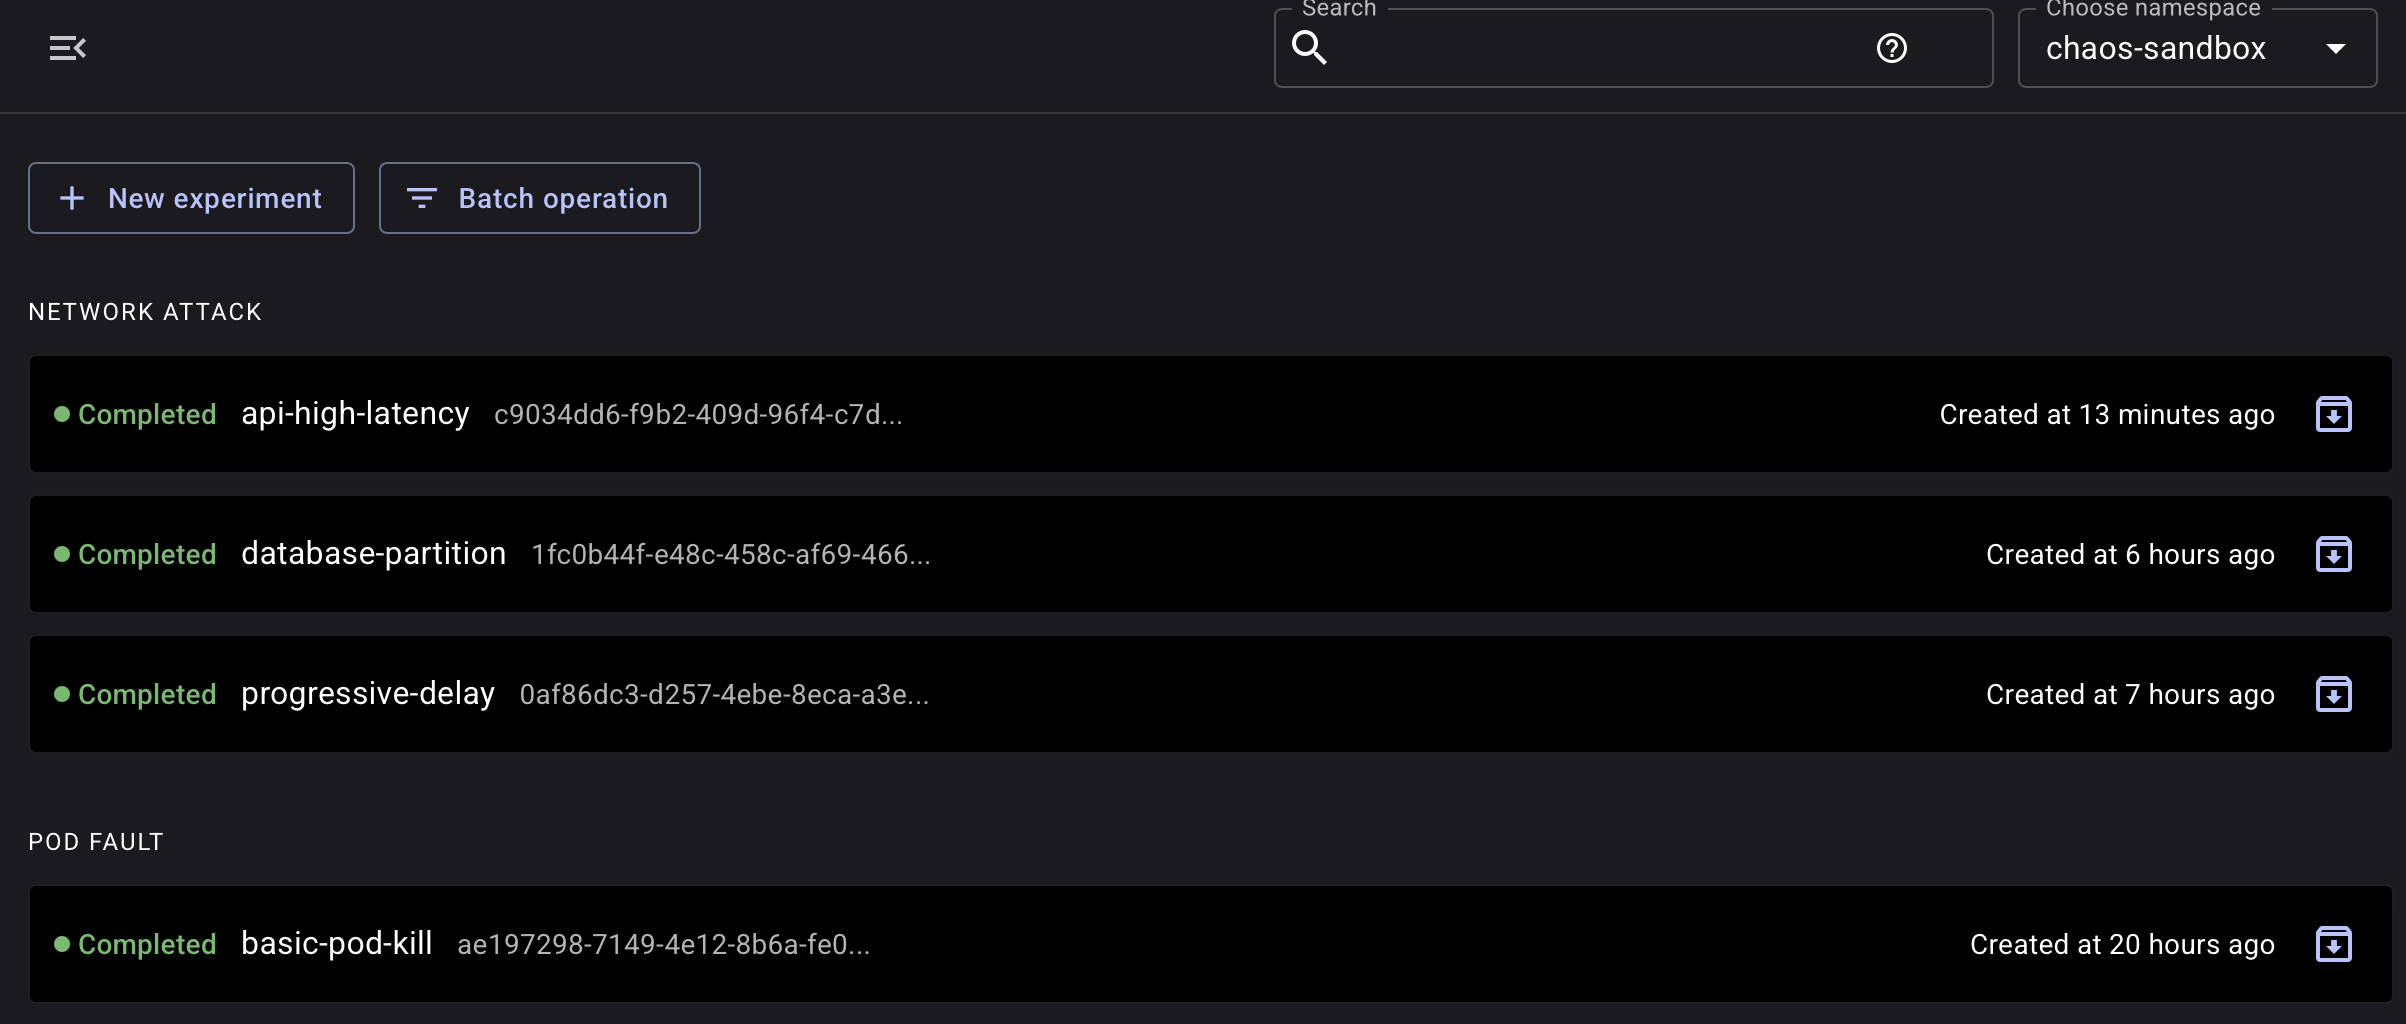 Search
Choose namespace
chaos-sandbox
New experiment
Batch operation
NETWORK ATTACK
Completed api-high-latency c9034dd6-f9b2-409d-96f4-c7d... Created at 13 minutes ago
Completed database-partition 1fc0b44f-e48c-458c-af69-466... Created at 6 hours ago
Completed progressive-delay 0af86dc3-d257-4ebe-8eca-a3e... Created at 7 hours ago
POD FAULT
Completed basic-pod-kill ae197298-7149-4e12-8b6a-fe0... Created at 20 hours ago